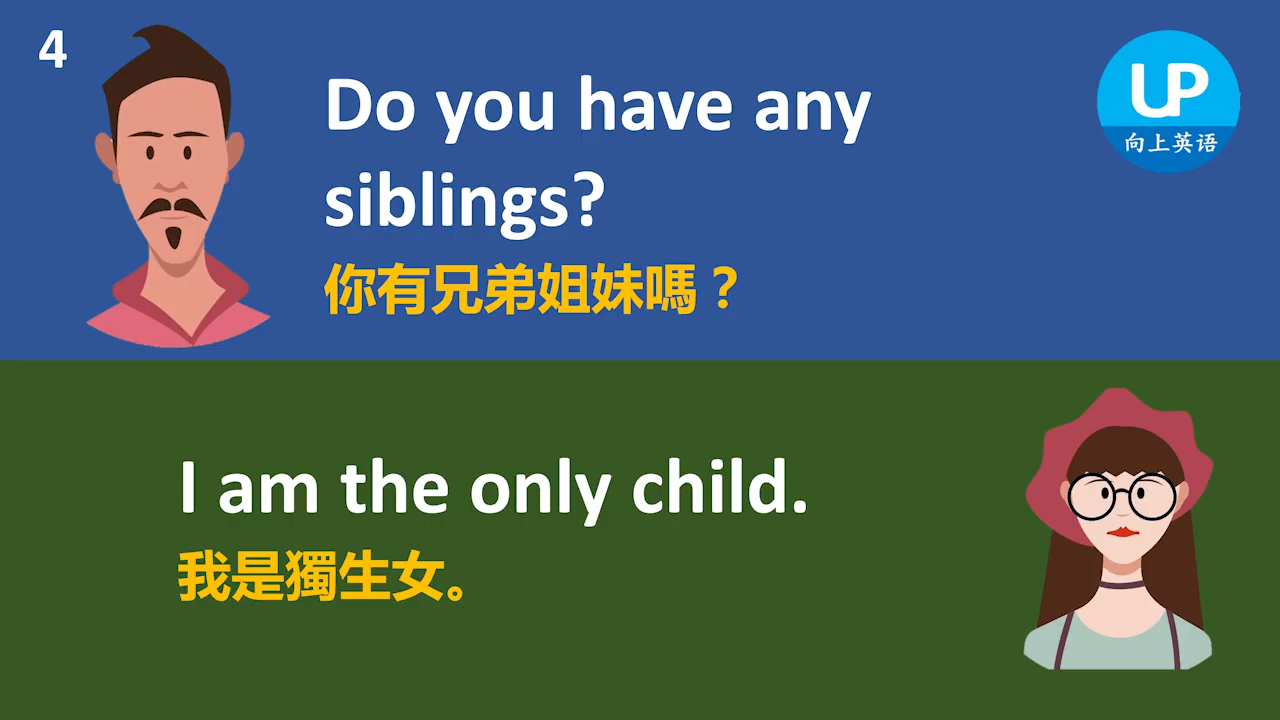 4
Do you have any
siblings?
你有兄弟姐妹嗎？
UP
向上英语
I am the only child.
我是獨生女。